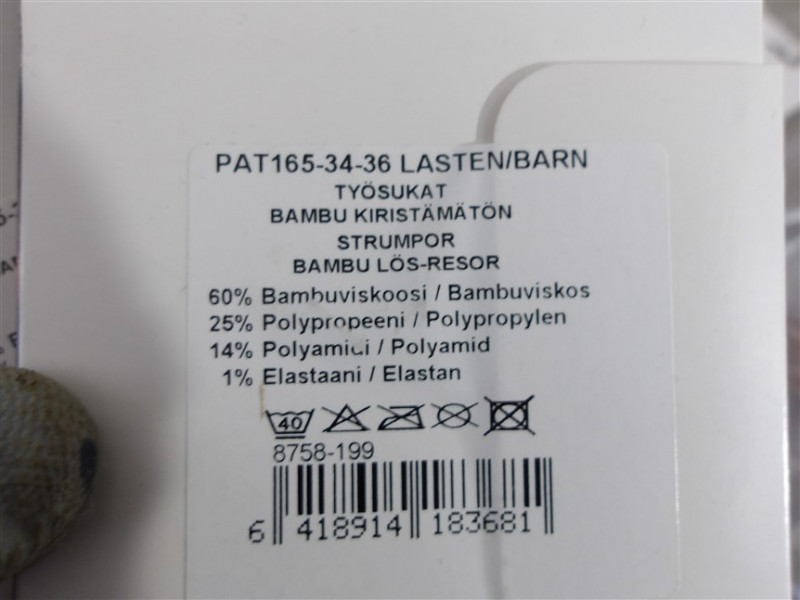 PAT165-34-36 LASTEN/BARN
TYÖSUKAT
BAMBU KIRISTÄMÄTÖN
STRUMPOR
BAMBU LÖS-RESOR
60% Bambuviskoosi / Bambuviskos
25% Polypropeeni / Polypropylen
14% Polyamidi / Polyamid
1% Elastaani / Elastan
40
8758-199
6 418914 183681